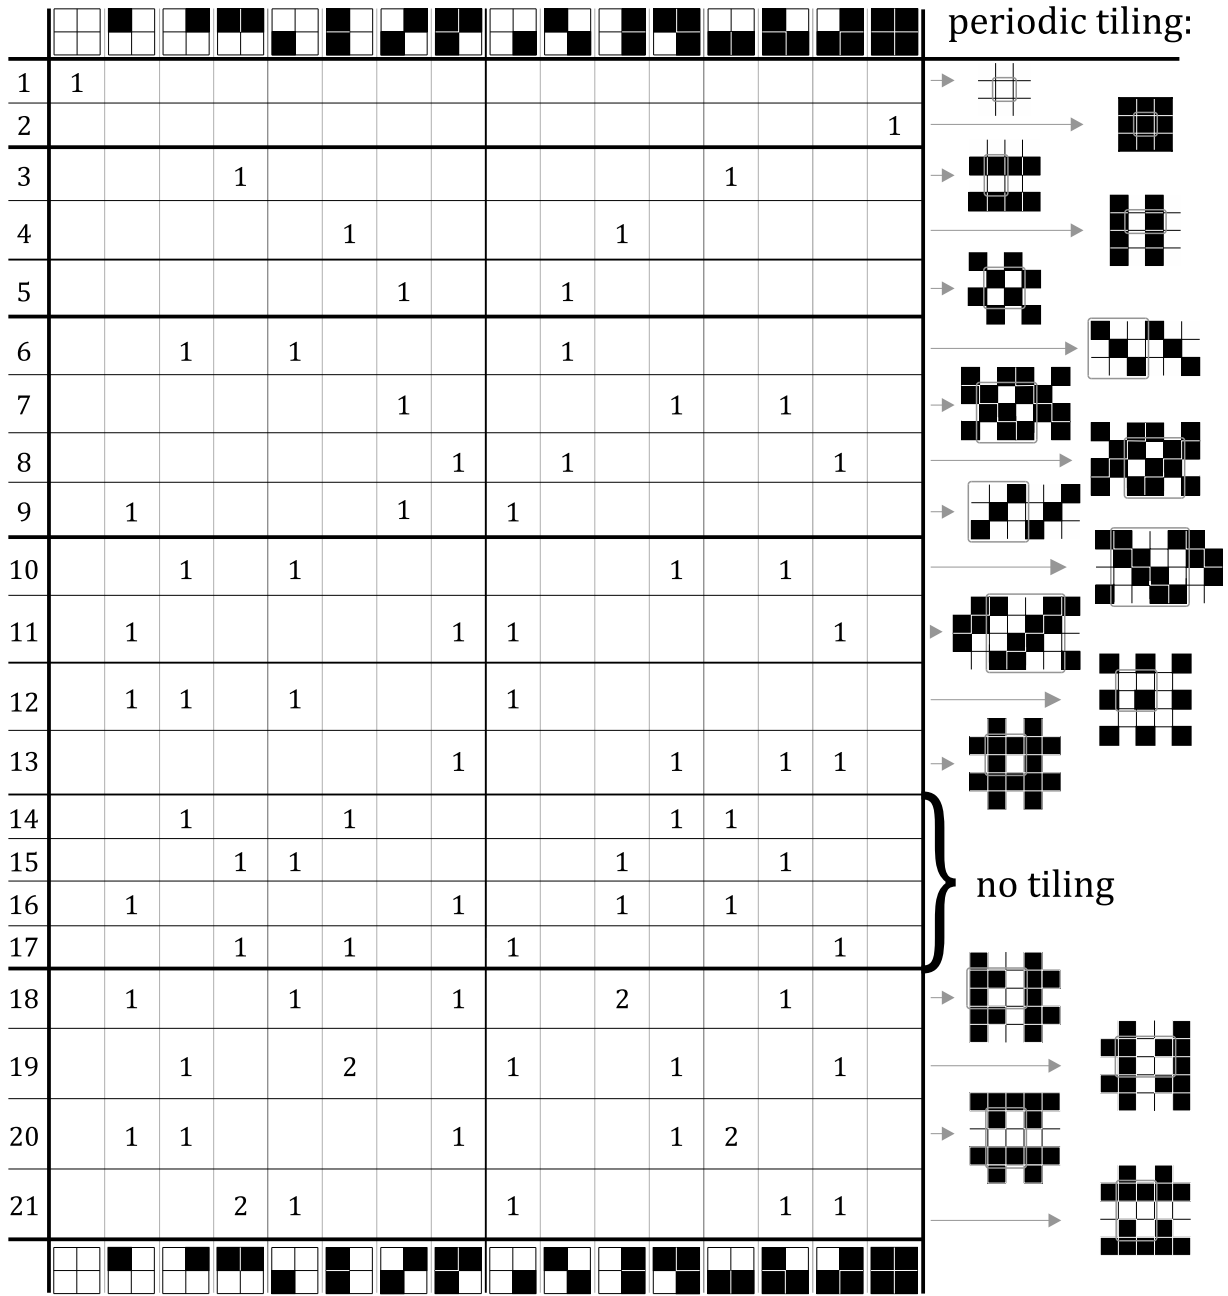 periodic tiling:
1 1
2 1
3 1 1
4 1 1
5 1 1
6 1 1 1
7 1 1 1
8 1 1 1
9 1 1 1
10 1 1 1 1
11 1 1 1 1
12 1 1 1 1
13 1 1 1 1
14 1 1 1 1
15 1 1 1 1
no tiling
16 1 1 1 1
17 1 1 1 1
18 1 1 1 2 1
19 1 2 1 1 1
20 1 1 1 1 2
21 2 1 1 1 1